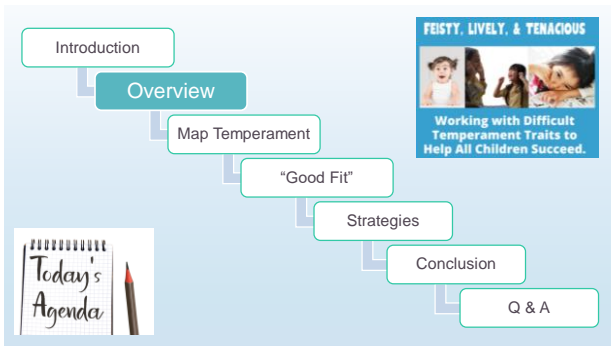 Introduction
Overview
Map Temperament
“Good Fit”
Strategies
Conclusion
Q & A
FEISTY, LIVELY, & TENACIOUS
Working with Difficult
Temperament Traits to
Help All Children Succeed.
Today's
Agenda